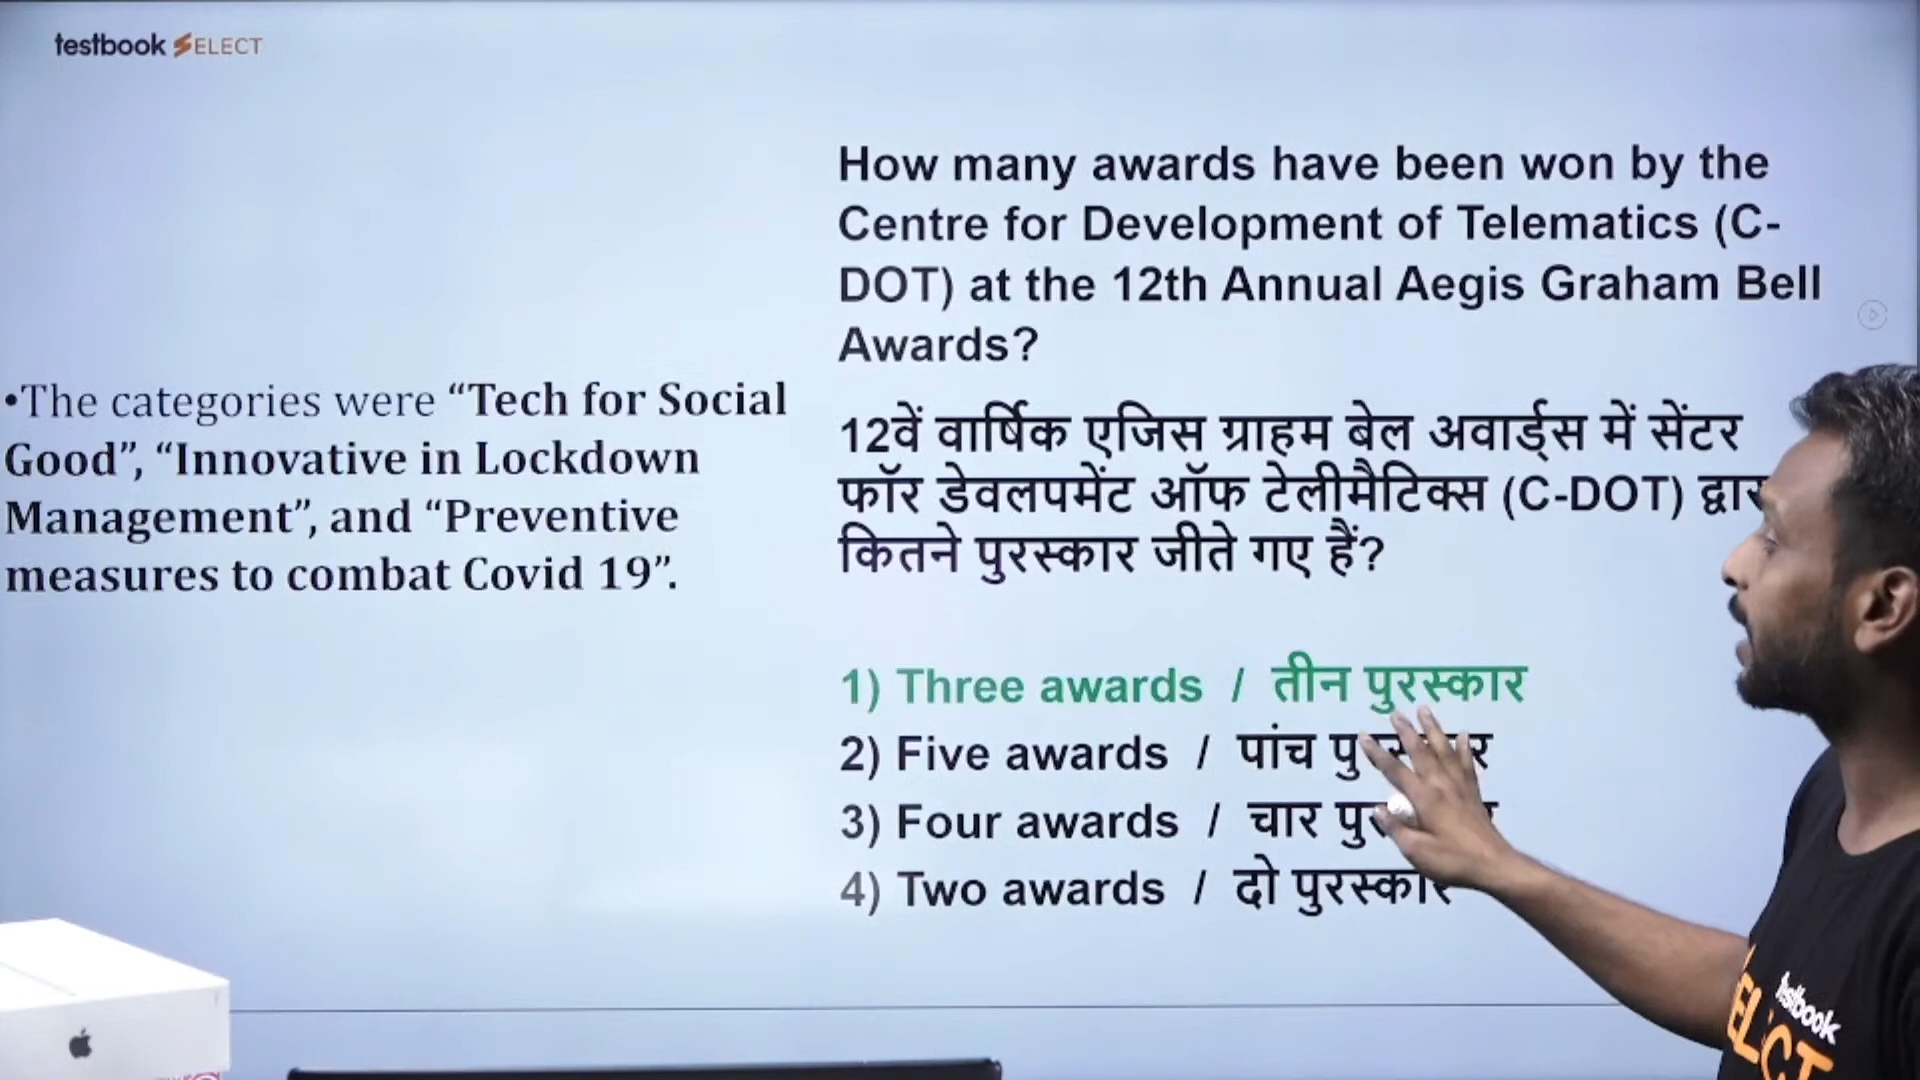 testbook SELECT
How many awards have been won by the
Centre for Development of Telematics (C-
DOT) at the 12th Annual Aegis Graham Bell
Awards?
•The categories were “Tech for Social
Good”, “Innovative in Lockdown
Management”, and “Preventive
measures to combat Covid 19”.
12वें वार्षिक एजिस ग्राहम बेल अवार्ड्स में सेंटर
फॉर डेवलपमेंट ऑफ टेलीमैटिक्स (C-DOT)
कितने पुरस्कार जीते गए हैं?
1) Three awards / तीन पुरस्कार
2) Five awards / पांच
3) Four awards / चार
4) Two awards / दो पुरस्कार
testbook